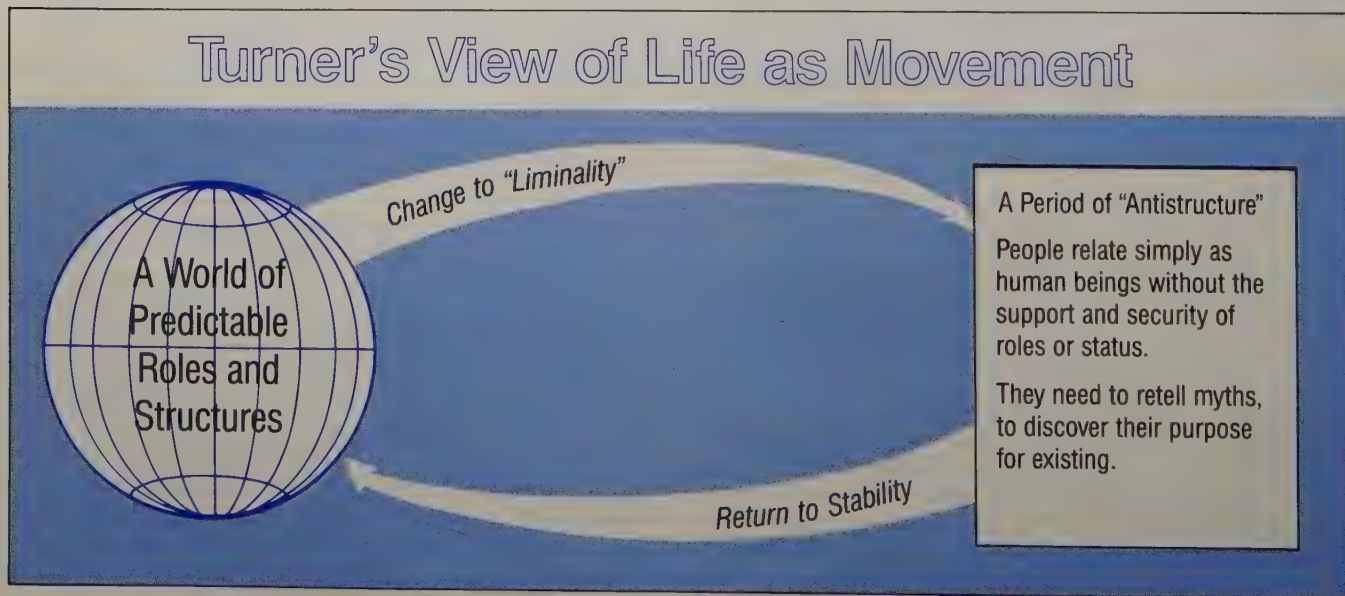 Turner's View of Life as Movement
Change to "Liminality"
A World of
Predictable
Roles and
Structures
A Period of "Antistructure"
People relate simply as
human beings without the
support and security of
roles or status.
They need to retell myths,
to discover their purpose
for existing.
Return to Stability